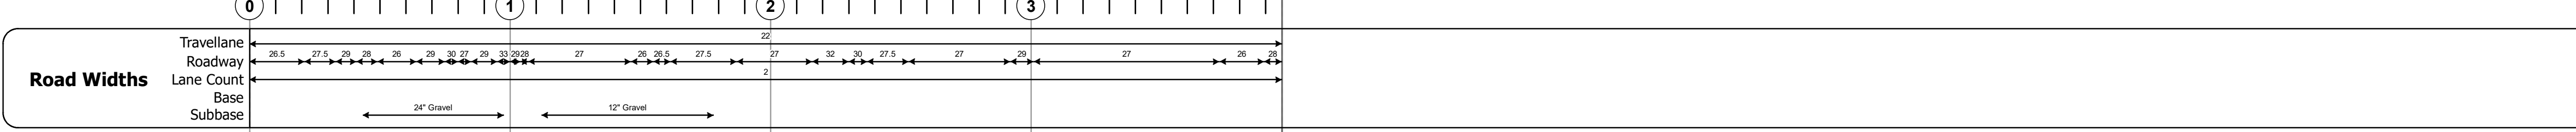 0 1 2 3
Travellane 22
26.5 27.5 29 28 26 29 30 27 29 33 29 28 27 26 26.5 27.5 27 32 30 27.5 27 29 27 26 28
Roadway
Road Widths
Lane Count 2
Base
Subbase 24" Gravel 12" Gravel